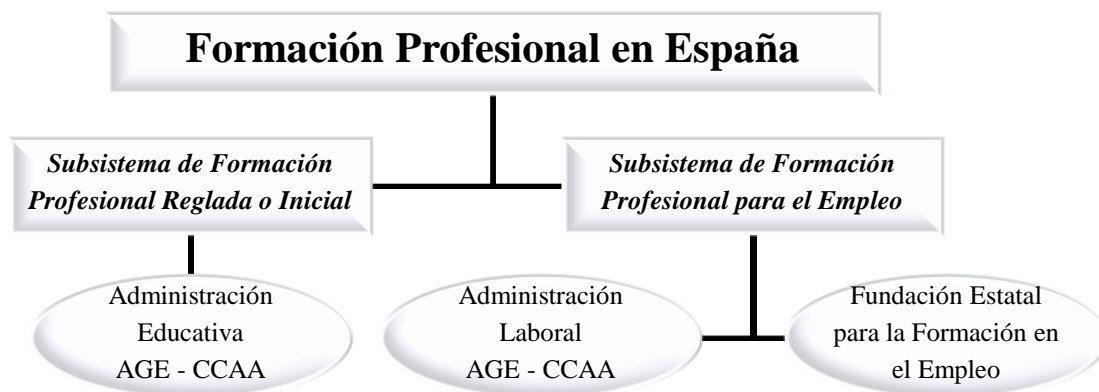 Formación Profesional en España
Subsistema de Formación
Profesional Reglada o Inicial
Subsistema de Formación
Profesional para el Empleo
Administración
Educativa
AGE - CCAA
Administración
Laboral
AGE - CCAA
Fundación Estatal
para la Formación en
el Empleo